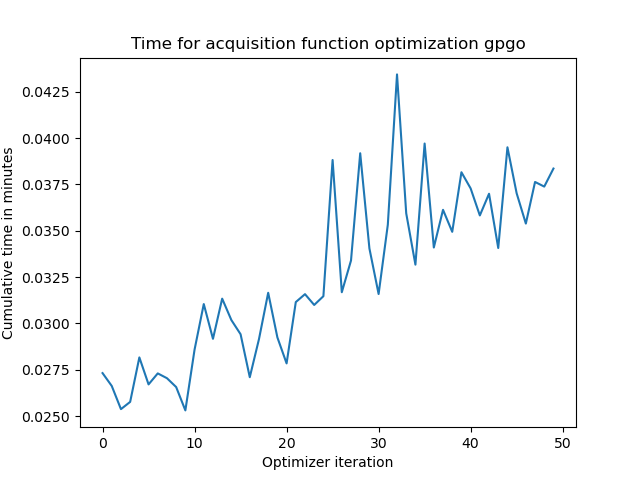 Time for acquisition function optimization gpgo
Cumulative time in minutes
0.0425
0.0400
0.0375
0.0350
0.0325
0.0300
0.0275
0.0250
0 10 20 30 40 50
Optimizer iteration